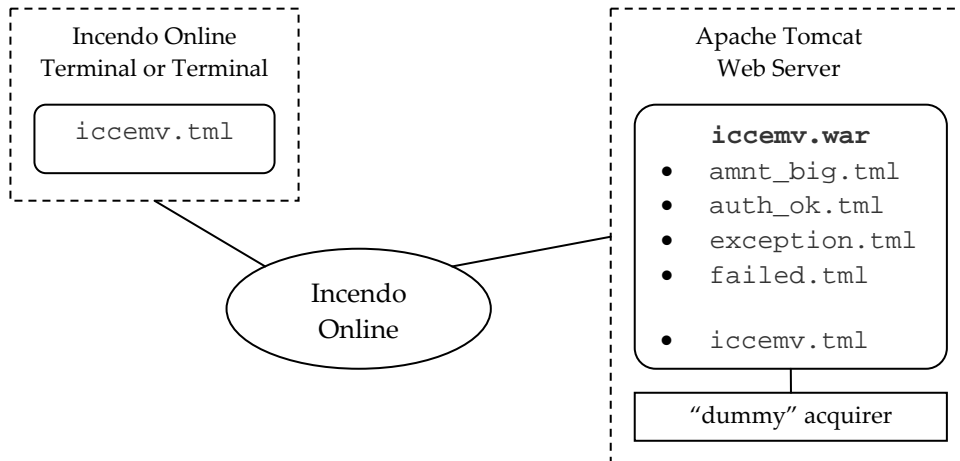 Incendo Online
Terminal or Terminal
iccemv.tml
Apache Tomcat
Web Server
iccemv.war
• amnt_big.tml
• auth_ok.tml
• exception.tml
• failed.tml
• iccemv.tml
Incendo
Online
“dummy” acquirer